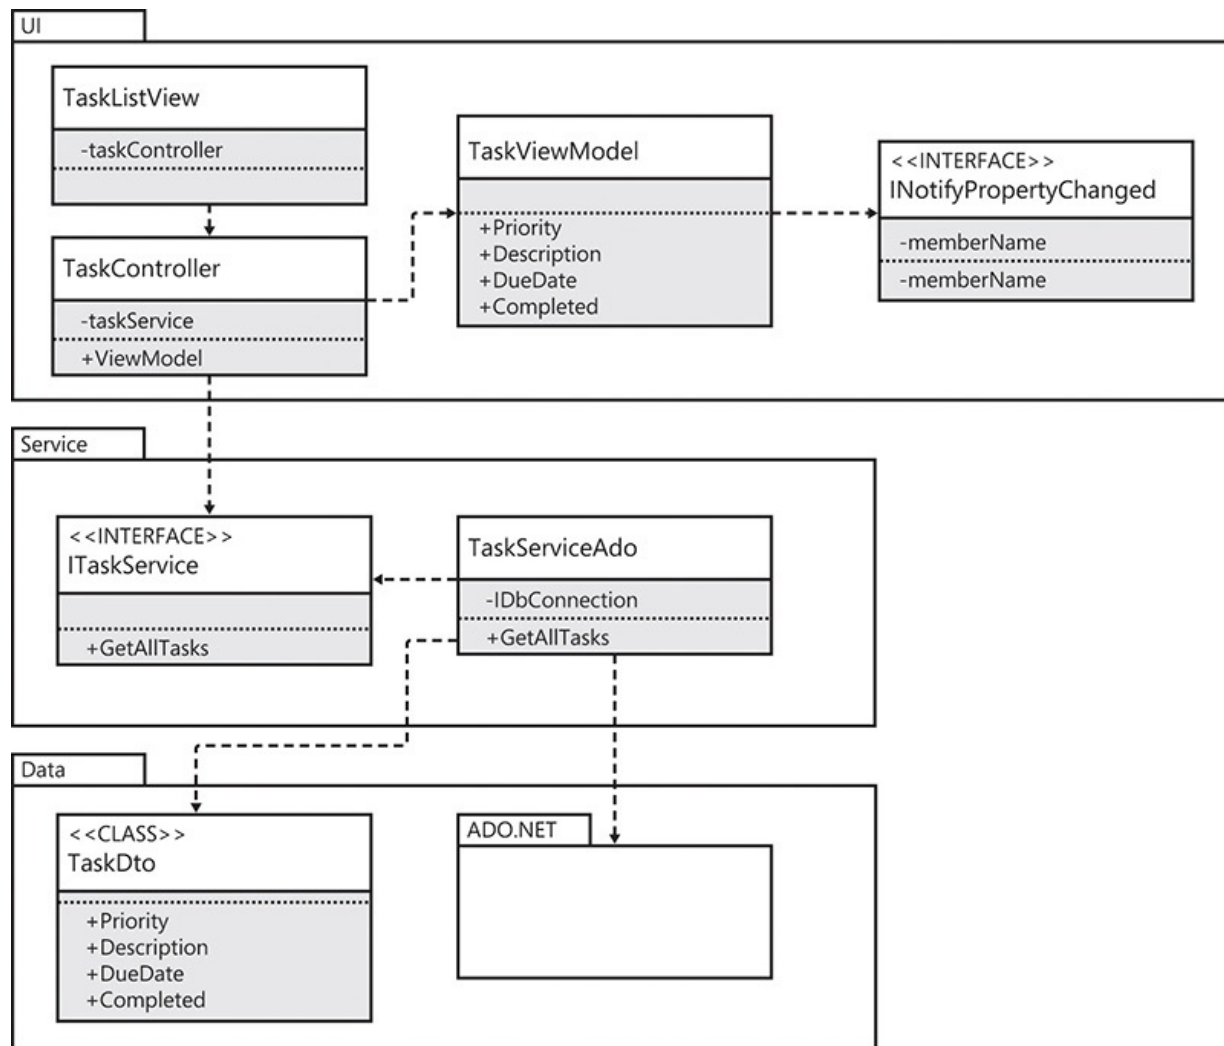 UI
TaskListView
-taskController
TaskController
-taskService
+ViewModel
TaskViewModel
+Priority
+Description
+DueDate
+Completed
<<INTERFACE>>
INotifyPropertyChanged
-memberName
-memberName
Service
<<INTERFACE>>
ITaskService
+GetAllTasks
TaskServiceAdo
-IDbConnection
+GetAllTasks
Data
<<CLASS>>
TaskDto
+Priority
+Description
+DueDate
+Completed
ADO.NET